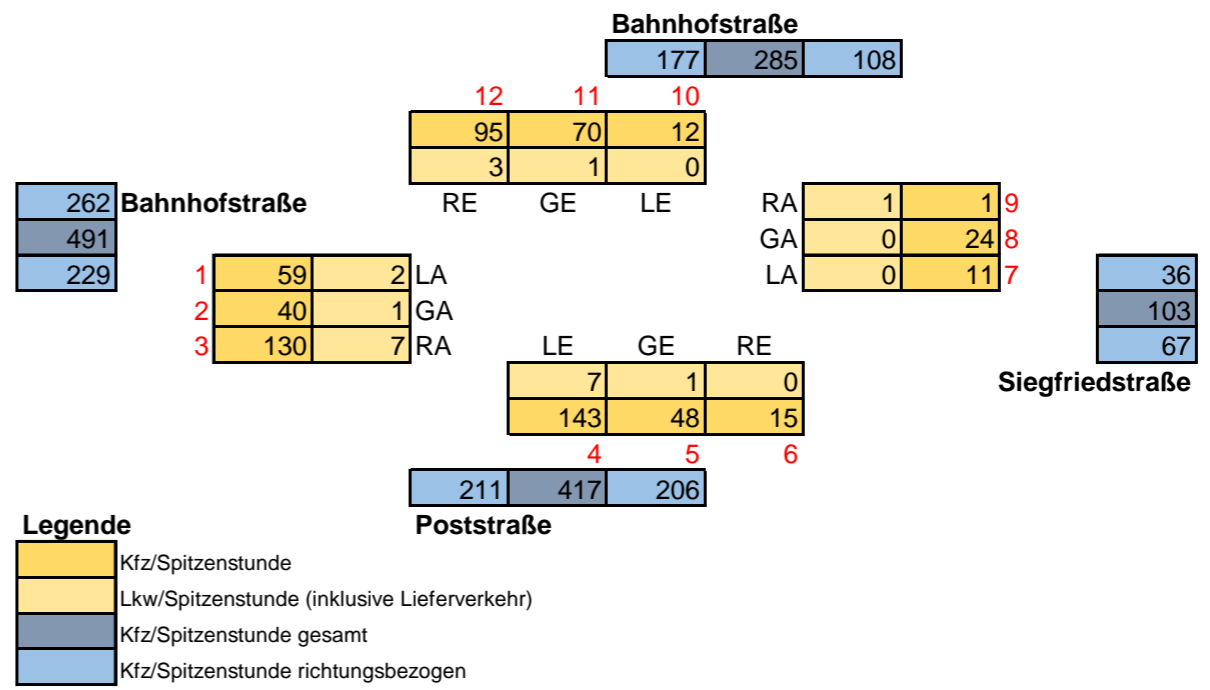 Bahnhofstraße
177 285 108
12 11 10
95 70 12
3 1 0
262 Bahnhofstraße RE GE LE RA 1 1 9
491 GA 0 24 8
229 1 59 2 LA LA 0 11 7 36
2 40 1 GA 103
3 130 7 RA LE GE RE 67
7 1 0 Siegfriedstraße
143 48 15
4 5 6
211 417 206
Legende Poststraße
Kfz/Spitzenstunde
Lkw/Spitzenstunde (inklusive Lieferverkehr)
Kfz/Spitzenstunde gesamt
Kfz/Spitzenstunde richtungsbezogen